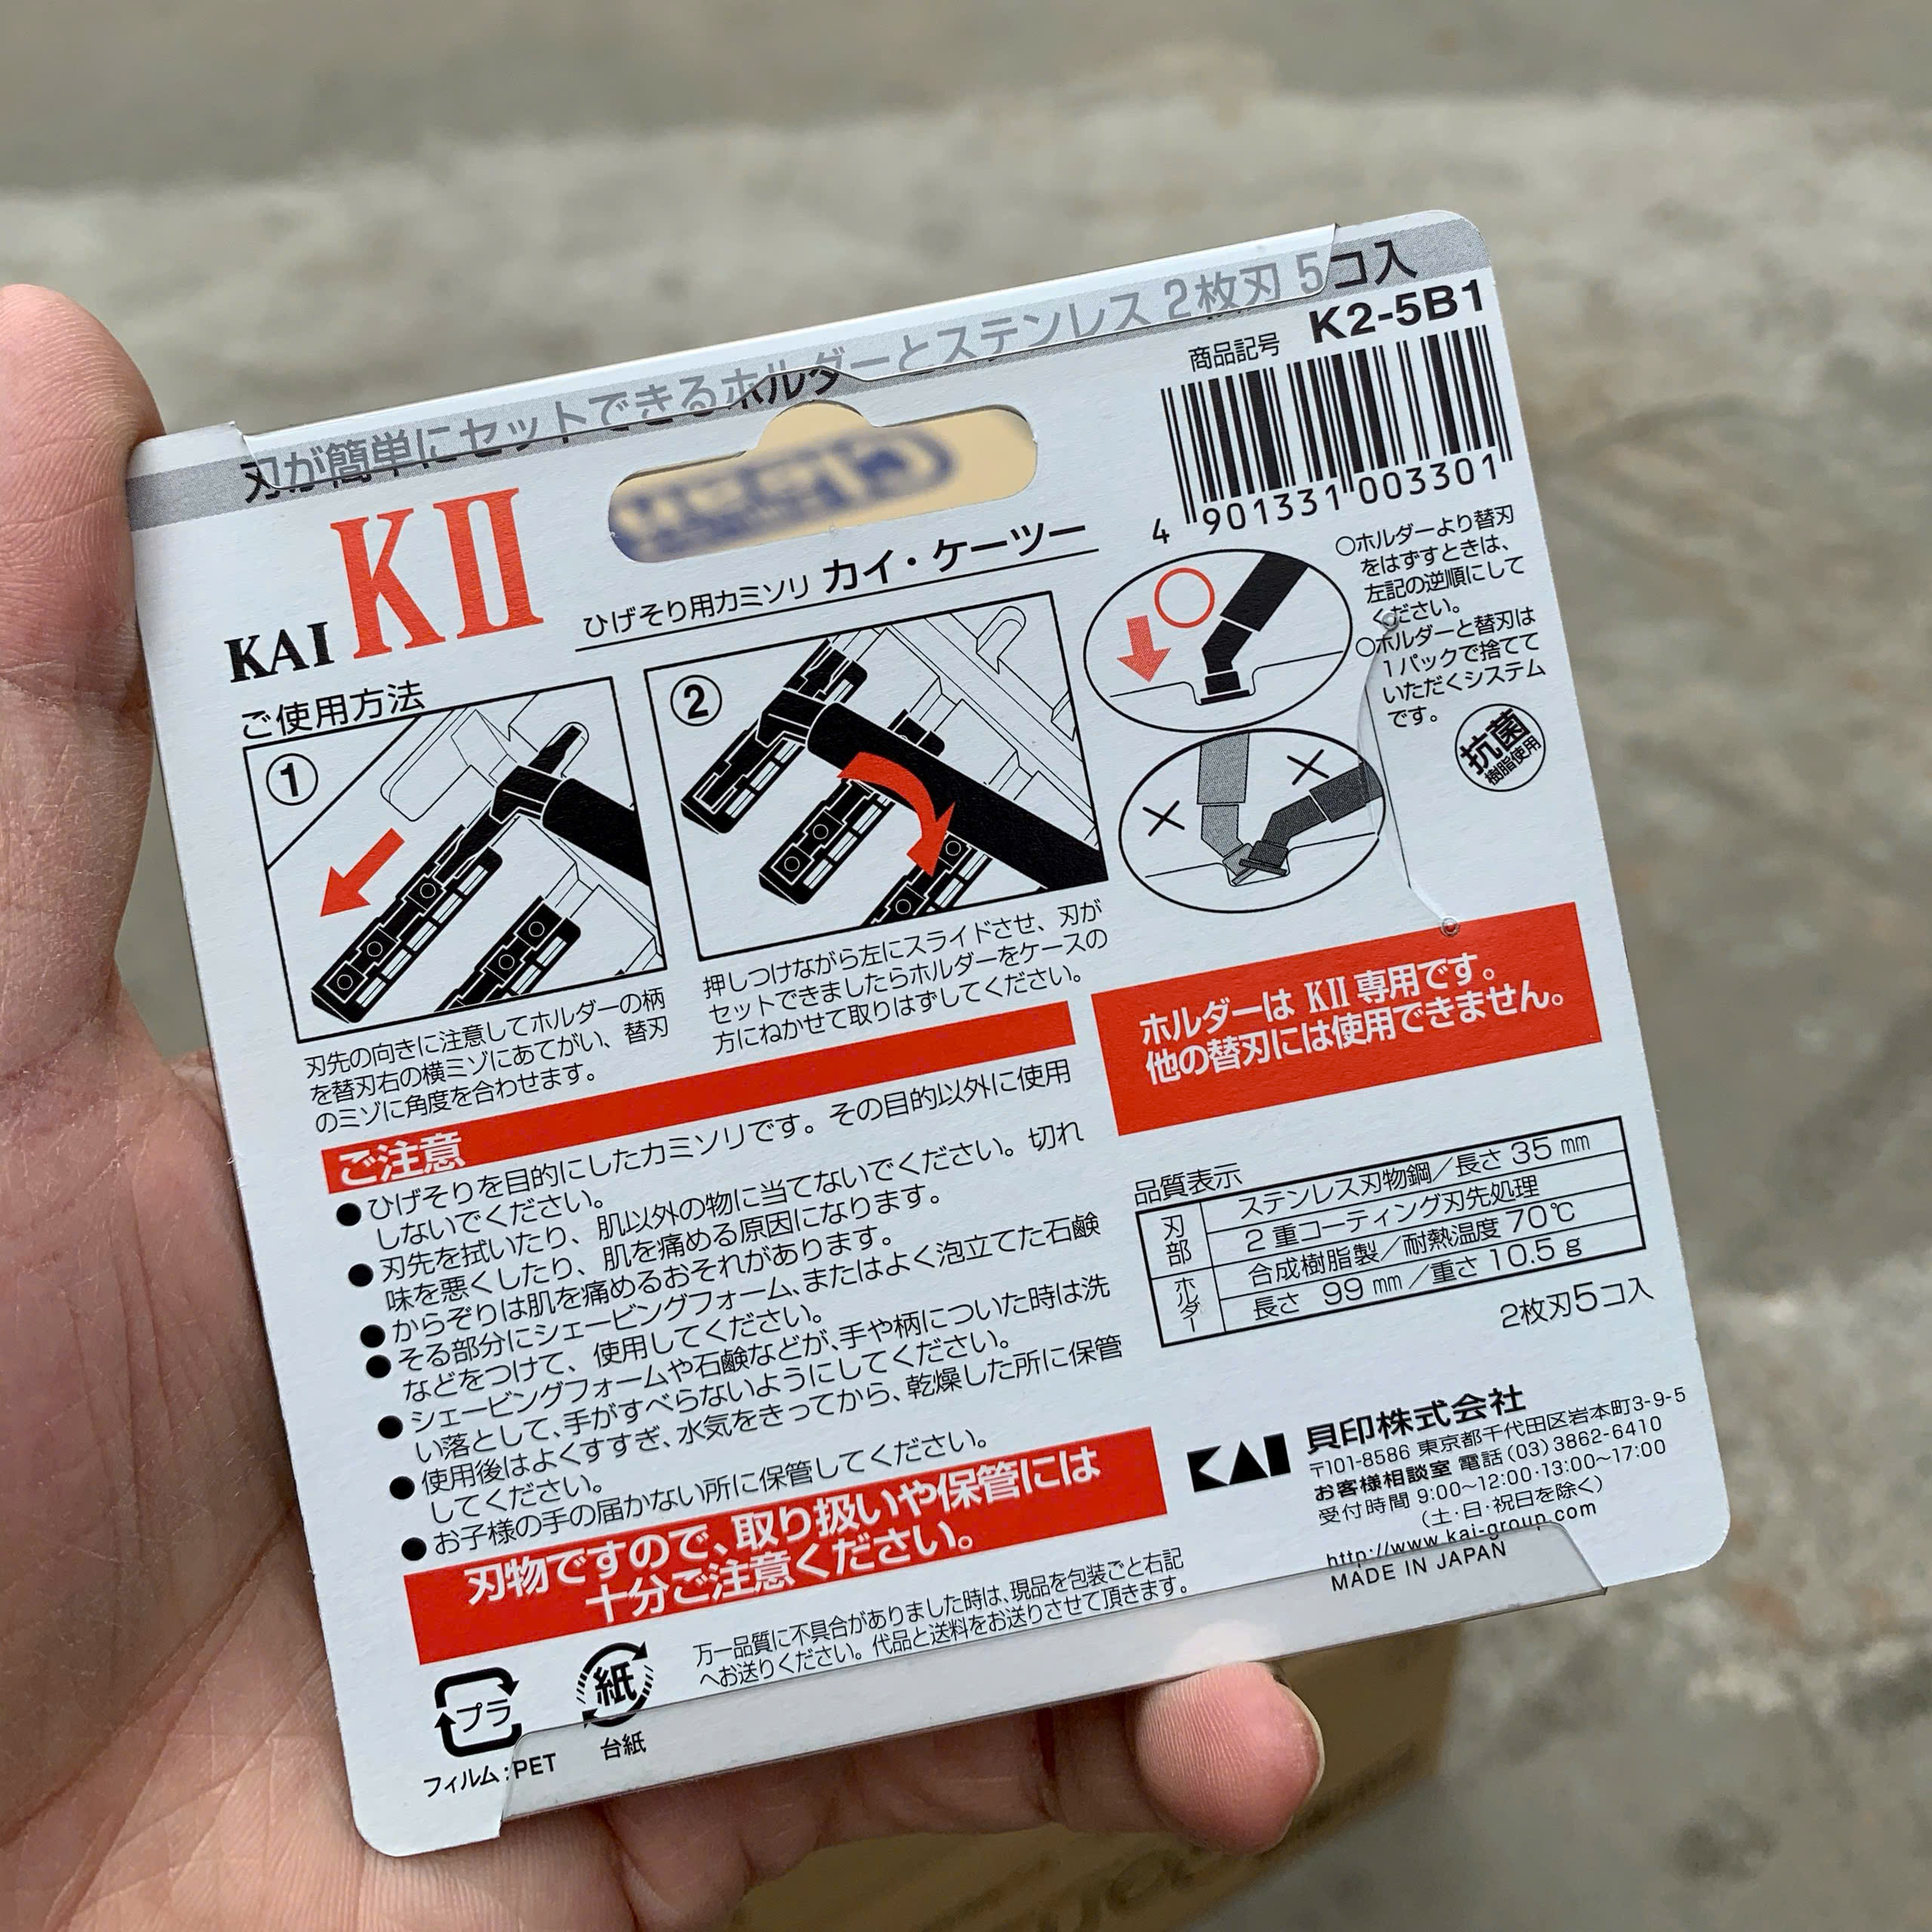 刃が簡単にセットできるホルダーとステンレス2枚刃 5コ入
商品記号 K2-5B1
4 901331 003301
KAI KII
ひげそり用カミソリ カイ・ケーツー
ご使用方法
①
刃先の向きに注意してホルダーの柄
を替刃右の横ミゾにあてがい、替刃
のミゾに角度を合わせます。
②
押しつけながら左にスライドさせ、刃が
セットできましたらホルダーをケースの
方にねかせて取りはずしてください。
○ホルダーより替刃
をはずすときは、
左記の逆順にして
ください。
○ホルダーと替刃は
1パックで捨てて
いただくシステム
です。
抗菌
樹脂使用
ホルダーは KII 専用です。
他の替刃には使用できません。
ご注意
●ひげそりを目的にしたカミソリです。その目的以外に使用
しないでください。
●刃先を拭いたり、肌以外の物に当てないでください。切れ
味を悪くしたり、肌を痛める原因になります。
●からぞりは肌を痛めるおそれがあります。
●そる部分にシェービングフォーム、またはよく泡立てた石鹸
などをつけて、使用してください。
●シェービングフォームや石鹸などが、手や柄についた時は洗
い落として、手がすべらないようにしてください。
●使用後はよくすすぎ、水気をきってから、乾燥した所に保管
してください。
●お子様の手の届かない所に保管してください。
刃物ですので、取り扱いや保管には
十分ご注意ください。
品質表示
刃部 ステンレス刃物鋼／長さ 35 mm
2重コーティング刃先処理
ホルダー 合成樹脂製／耐熱温度 70℃
長さ 99 mm／重さ 10.5 g
2枚刃5コ入
KAI 貝印株式会社
〒101-8586 東京都千代田区岩本町3-9-5
お客様相談室 電話(03)3862-6410
受付時間 9:00～12:00・13:00～17:00
(土・日・祝日を除く)
http://www.kai-group.com
MADE IN JAPAN
万一品質に不具合がありました時は、現品を包装ごと右記
へお送りください。代品と送料をお送りさせて頂きます。
プラ
フィルム:PET
紙
台紙